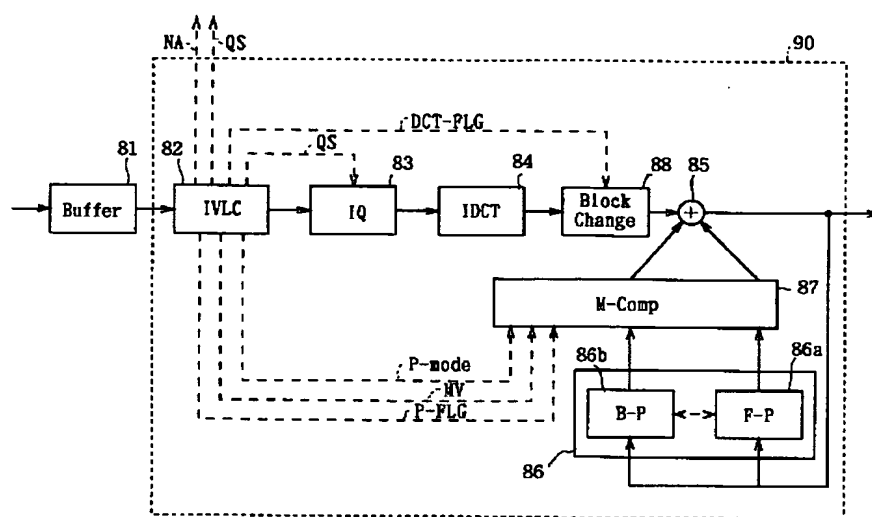 NA
QS
90
DCT-FLG
QS
81
82
83
84
88
85
Buffer
IVLC
IQ
IDCT
Block
Change
+
87
M-Comp
P-mode
MV
P-FLG
86b
86a
B-P
F-P
86